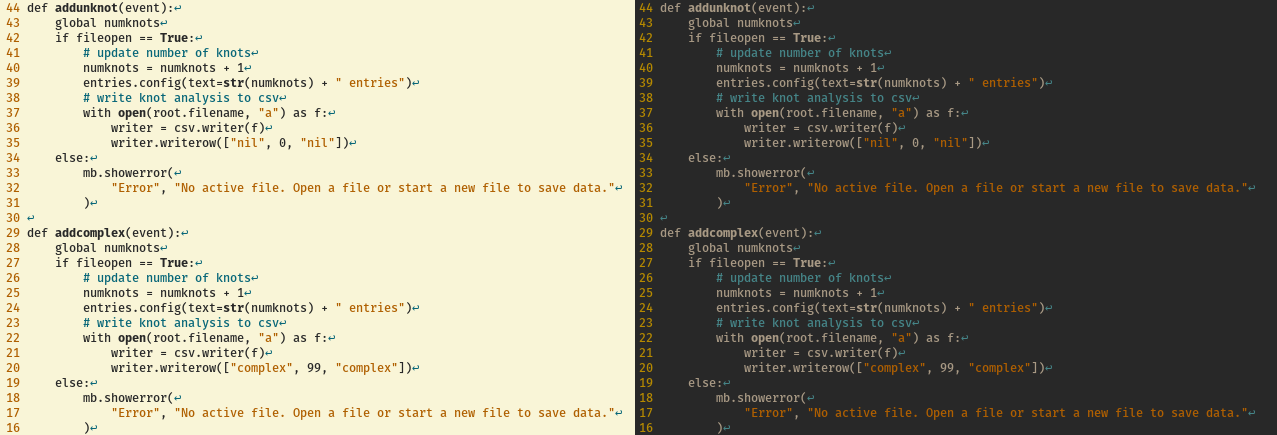 44 def addunknot(event):↵
43     global numknots↵
42     if fileopen == True:↵
41         # update number of knots↵
40         numknots = numknots + 1↵
39         entries.config(text=str(numknots) + " entries")↵
38         # write knot analysis to csv↵
37         with open(root.filename, "a") as f:↵
36             writer = csv.writer(f)↵
35             writer.writerow(["nil", 0, "nil"])↵
34     else:↵
33         mb.showerror(↵
32             "Error", "No active file. Open a file or start a new file to save data."↵
31             )↵
30 ↵
29 def addcomplex(event):↵
28     global numknots↵
27     if fileopen == True:↵
26         # update number of knots↵
25         numknots = numknots + 1↵
24         entries.config(text=str(numknots) + " entries")↵
23         # write knot analysis to csv↵
22         with open(root.filename, "a") as f:↵
21             writer = csv.writer(f)↵
20             writer.writerow(["complex", 99, "complex"])↵
19     else:↵
18         mb.showerror(↵
17             "Error", "No active file. Open a file or start a new file to save data."↵
16         )↵
44 def addunknot(event):↵
43     global numknots↵
42     if fileopen == True:↵
41         # update number of knots↵
40         numknots = numknots + 1↵
39         entries.config(text=str(numknots) + " entries")↵
38         # write knot analysis to csv↵
37         with open(root.filename, "a") as f:↵
36             writer = csv.writer(f)↵
35             writer.writerow(["nil", 0, "nil"])↵
34     else:↵
33         mb.showerror(↵
32             "Error", "No active file. Open a file or start a new file to save data."↵
31         )↵
30 ↵
29 def addcomplex(event):↵
28     global numknots↵
27     if fileopen == True:↵
26         # update number of knots↵
25         numknots = numknots + 1↵
24         entries.config(text=str(numknots) + " entries")↵
23         # write knot analysis to csv↵
22         with open(root.filename, "a") as f:↵
21             writer = csv.writer(f)↵
20             writer.writerow(["complex", 99, "complex"])↵
19     else:↵
18         mb.showerror(↵
17             "Error", "No active file. Open a file or start a new file to save data."↵
16         )↵